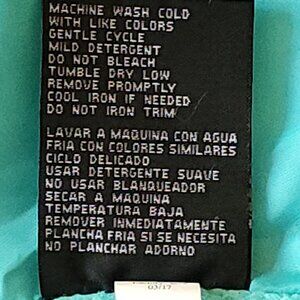 MACHINE WASH COLD
WITH LIKE COLORS
GENTLE CYCLE
MILD DETERGENT
DO NOT BLEACH
TUMBLE DRY LOW
REMOVE PROMPTLY
COOL IRON IF NEEDED
DO NOT IRON TRIM
LAVAR A MAQUINA CON AGUA
FRIA CON COLORES SIMILARES
CICLO DELICADO
USAR DETERGENTE SUAVE
NO USAR BLANQUEADOR
SECAR A MAQUINA
TEMPERATURA BAJA
REMOVER INMEDIATAMENTE
PLANCHA FRIA SI SE NECESITA
NO PLANCHAR ADORNO
03/17